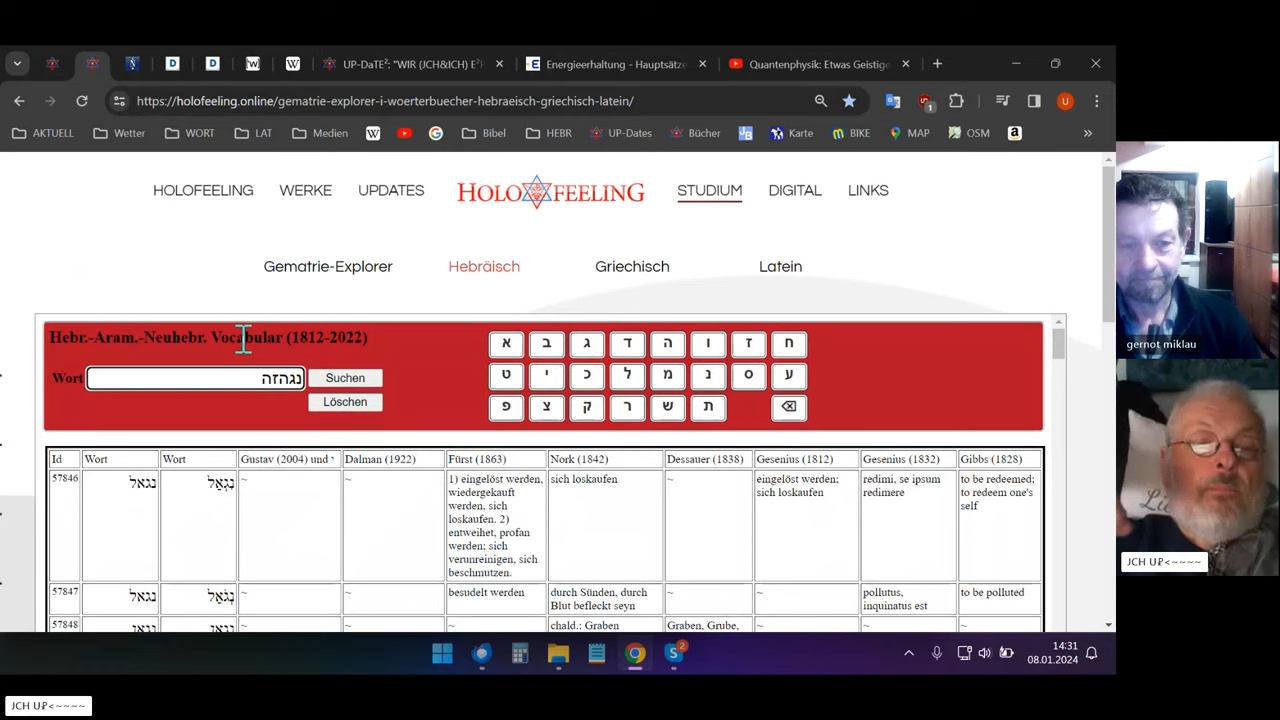 UP-DaTE²: "WIR (JCH&ICH) E²
Energieerhaltung - Hauptsätze
Quantenphysik: Etwas Geistige
https://holofeeling.online/gematrie-explorer-i-woerterbuecher-hebraeisch-griechisch-latein/
1
U
AKTUELL
Wetter
WORT
LAT
Medien
Bibel
HEBR
UP-Dates
Bücher
Karte
BIKE
MAP
OSM
HOLOFEELING
WERKE
UPDATES
HOLO FEELING
STUDIUM
DIGITAL
LINKS
Gematrie-Explorer
Hebräisch
Griechisch
Latein
Hebr.-Aram.-Neuhebr. Vocabular (1812-2022)
Wort נגהזה Suchen
Löschen
א ב ג ד ה ו ז ח
ט י כ ל מ נ ס ע
פ צ ק ר ש ת
Id Wort Wort Gustav (2004) und Dalman (1922) Fürst (1863) Nork (1842) Dessauer (1838) Gesenius (1812) Gesenius (1832) Gibbs (1828)
57846
נגאל
נִגְאַל
~
~
1) eingelöst werden,
wiedergekauft
werden, sich
loskaufen. 2)
entweihet, profan
werden; sich
verunreinigen, sich
beschmutzen.
sich loskaufen
~
eingelöst werden;
sich loskaufen
redimi, se ipsum
redimere
to be redeemed;
to redeem one's
self
57847
נגאל
~
~
besudelt werden
durch Sünden, durch
Blut befleckt seyn
~
~
pollutus,
inquinatus est
to be polluted
57848
~
~
~
chald.: Graben
Graben, Grube,
~
~
~
gernot miklau
JCH UP<~~~~
2
14:31
08.01.2024
JCH UP<~~~~